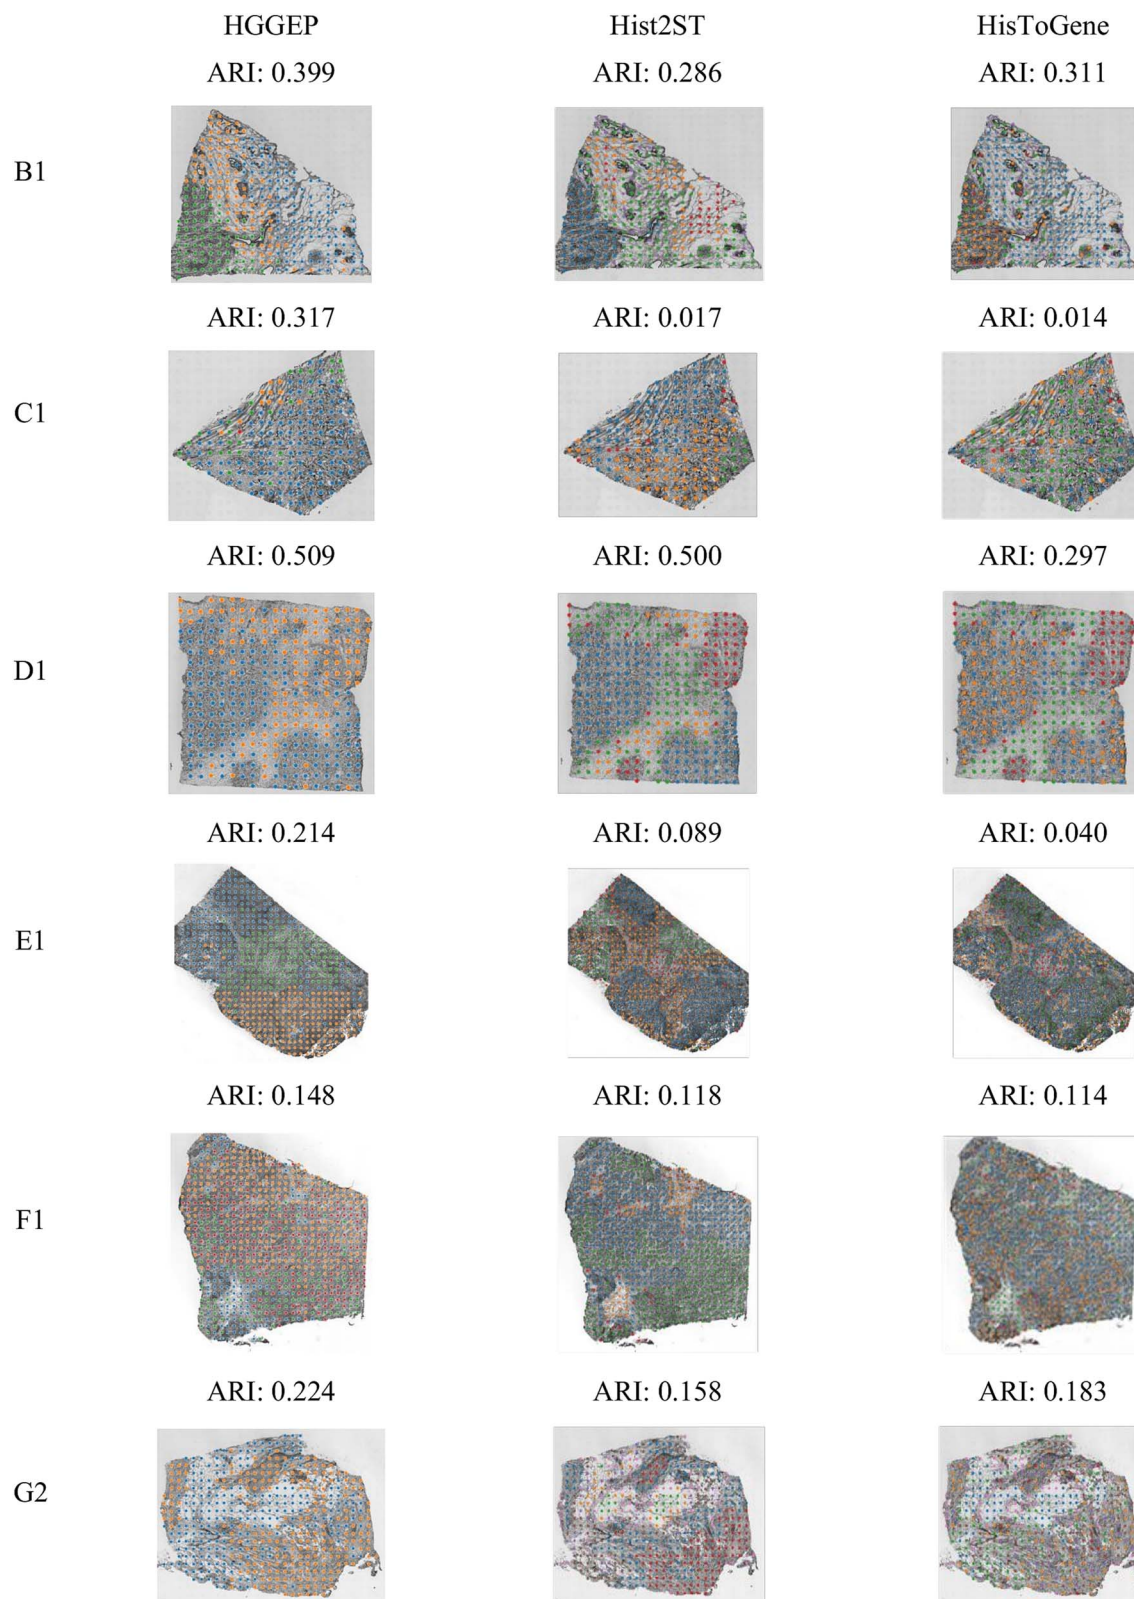 HGGEP Hist2ST HisToGene
ARI: 0.399 ARI: 0.286 ARI: 0.311
B1
ARI: 0.317 ARI: 0.017 ARI: 0.014
C1
ARI: 0.509 ARI: 0.500 ARI: 0.297
D1
ARI: 0.214 ARI: 0.089 ARI: 0.040
E1
ARI: 0.148 ARI: 0.118 ARI: 0.114
F1
ARI: 0.224 ARI: 0.158 ARI: 0.183
G2